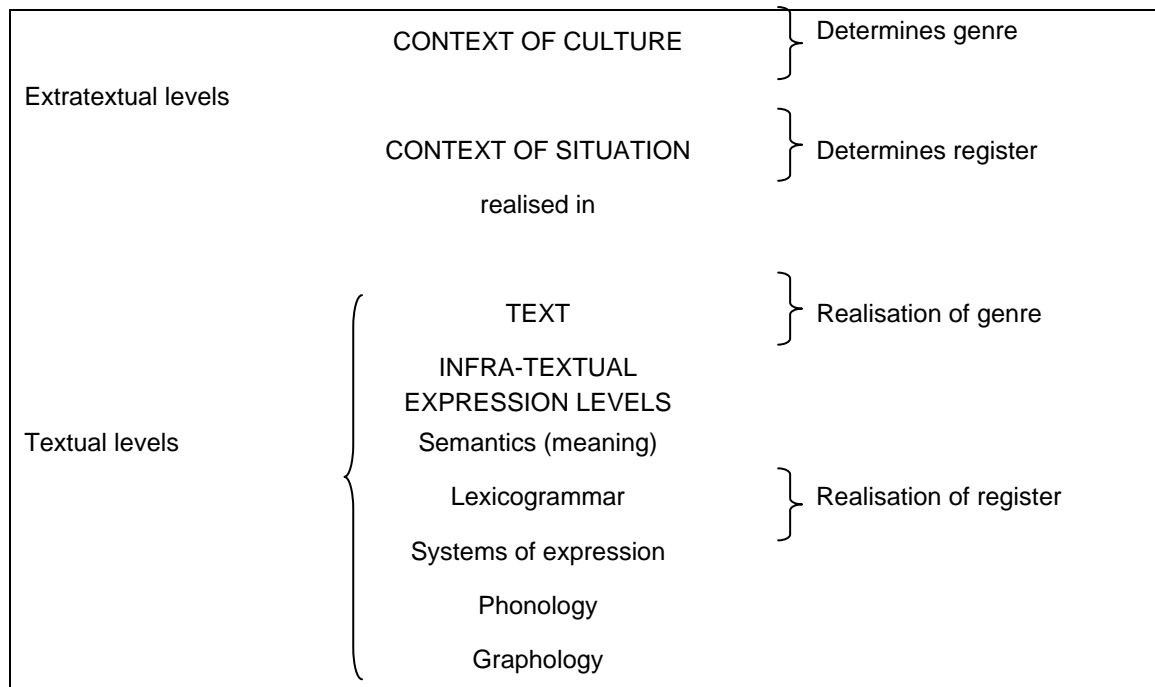 CONTEXT OF CULTURE
Determines genre
Extratextual levels
CONTEXT OF SITUATION
Determines register
realised in
TEXT
Realisation of genre
INFRA-TEXTUAL
EXPRESSION LEVELS
Textual levels
Semantics (meaning)
Lexicogrammar
Realisation of register
Systems of expression
Phonology
Graphology